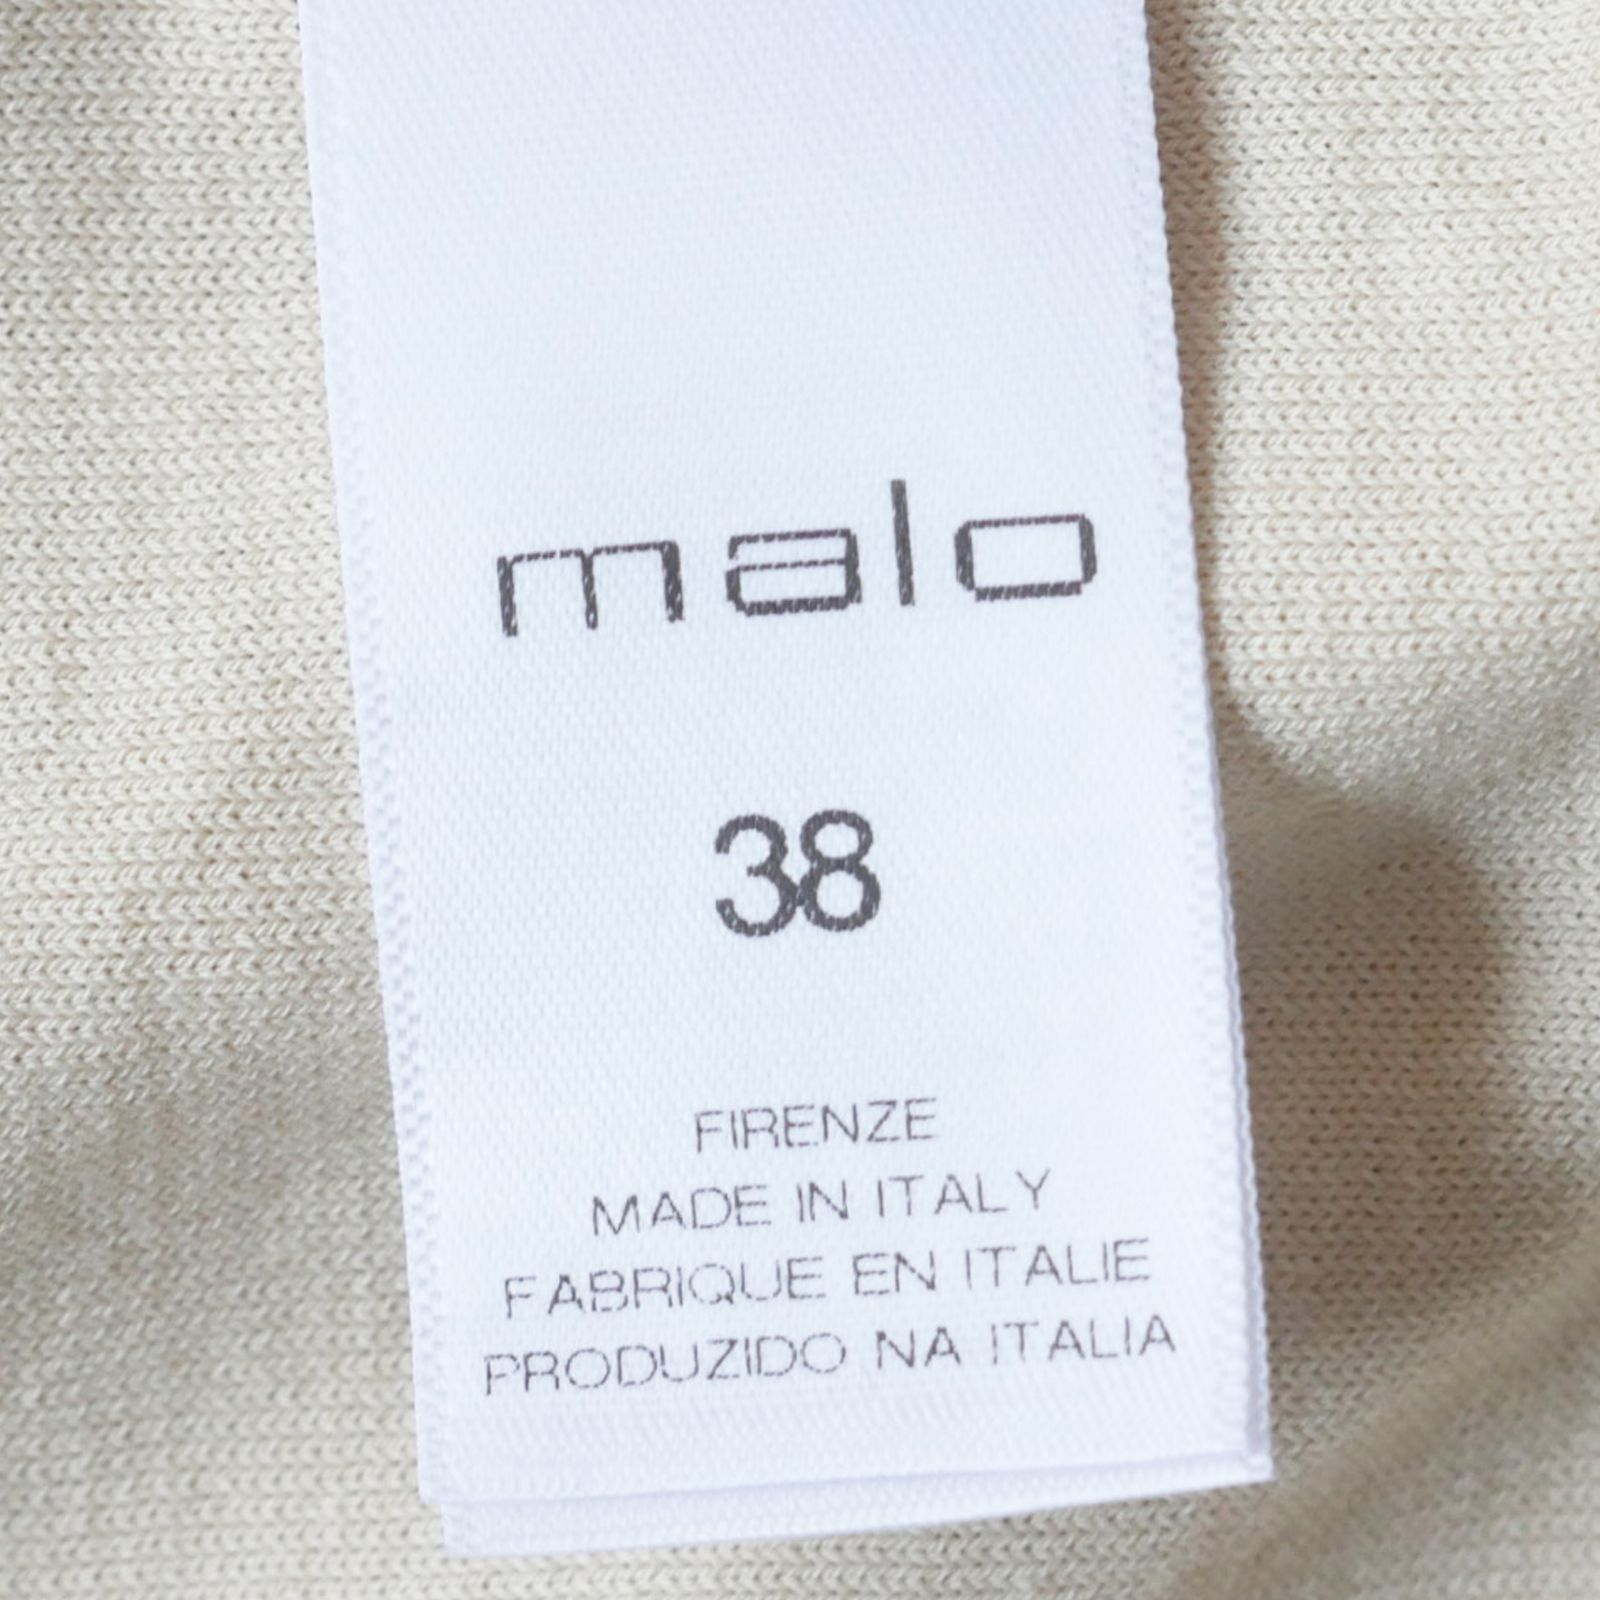 malo
38
FIRENZE
MADE IN ITALY
FABRIQUE EN ITALIE
PRODUZIDO NA ITALIA